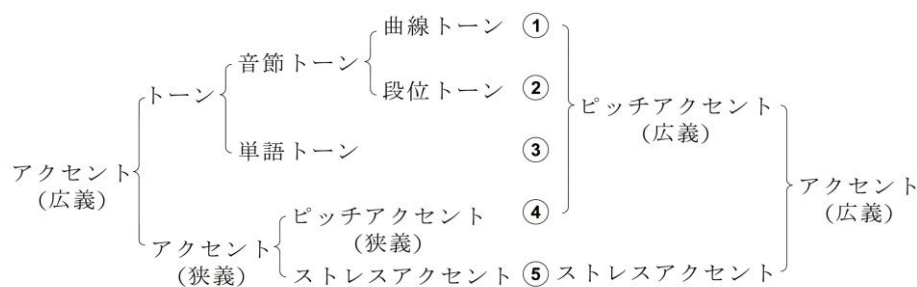 曲線トーン ①
音節トーン
段位トーン ②
トーン
ピッチアクセント
(広義)
単語トーン ③
アクセント
(広義)
アクセント
(広義)
ピッチアクセント ④
(狭義)
アクセント
(狭義)
ストレスアクセント ⑤ ストレスアクセント